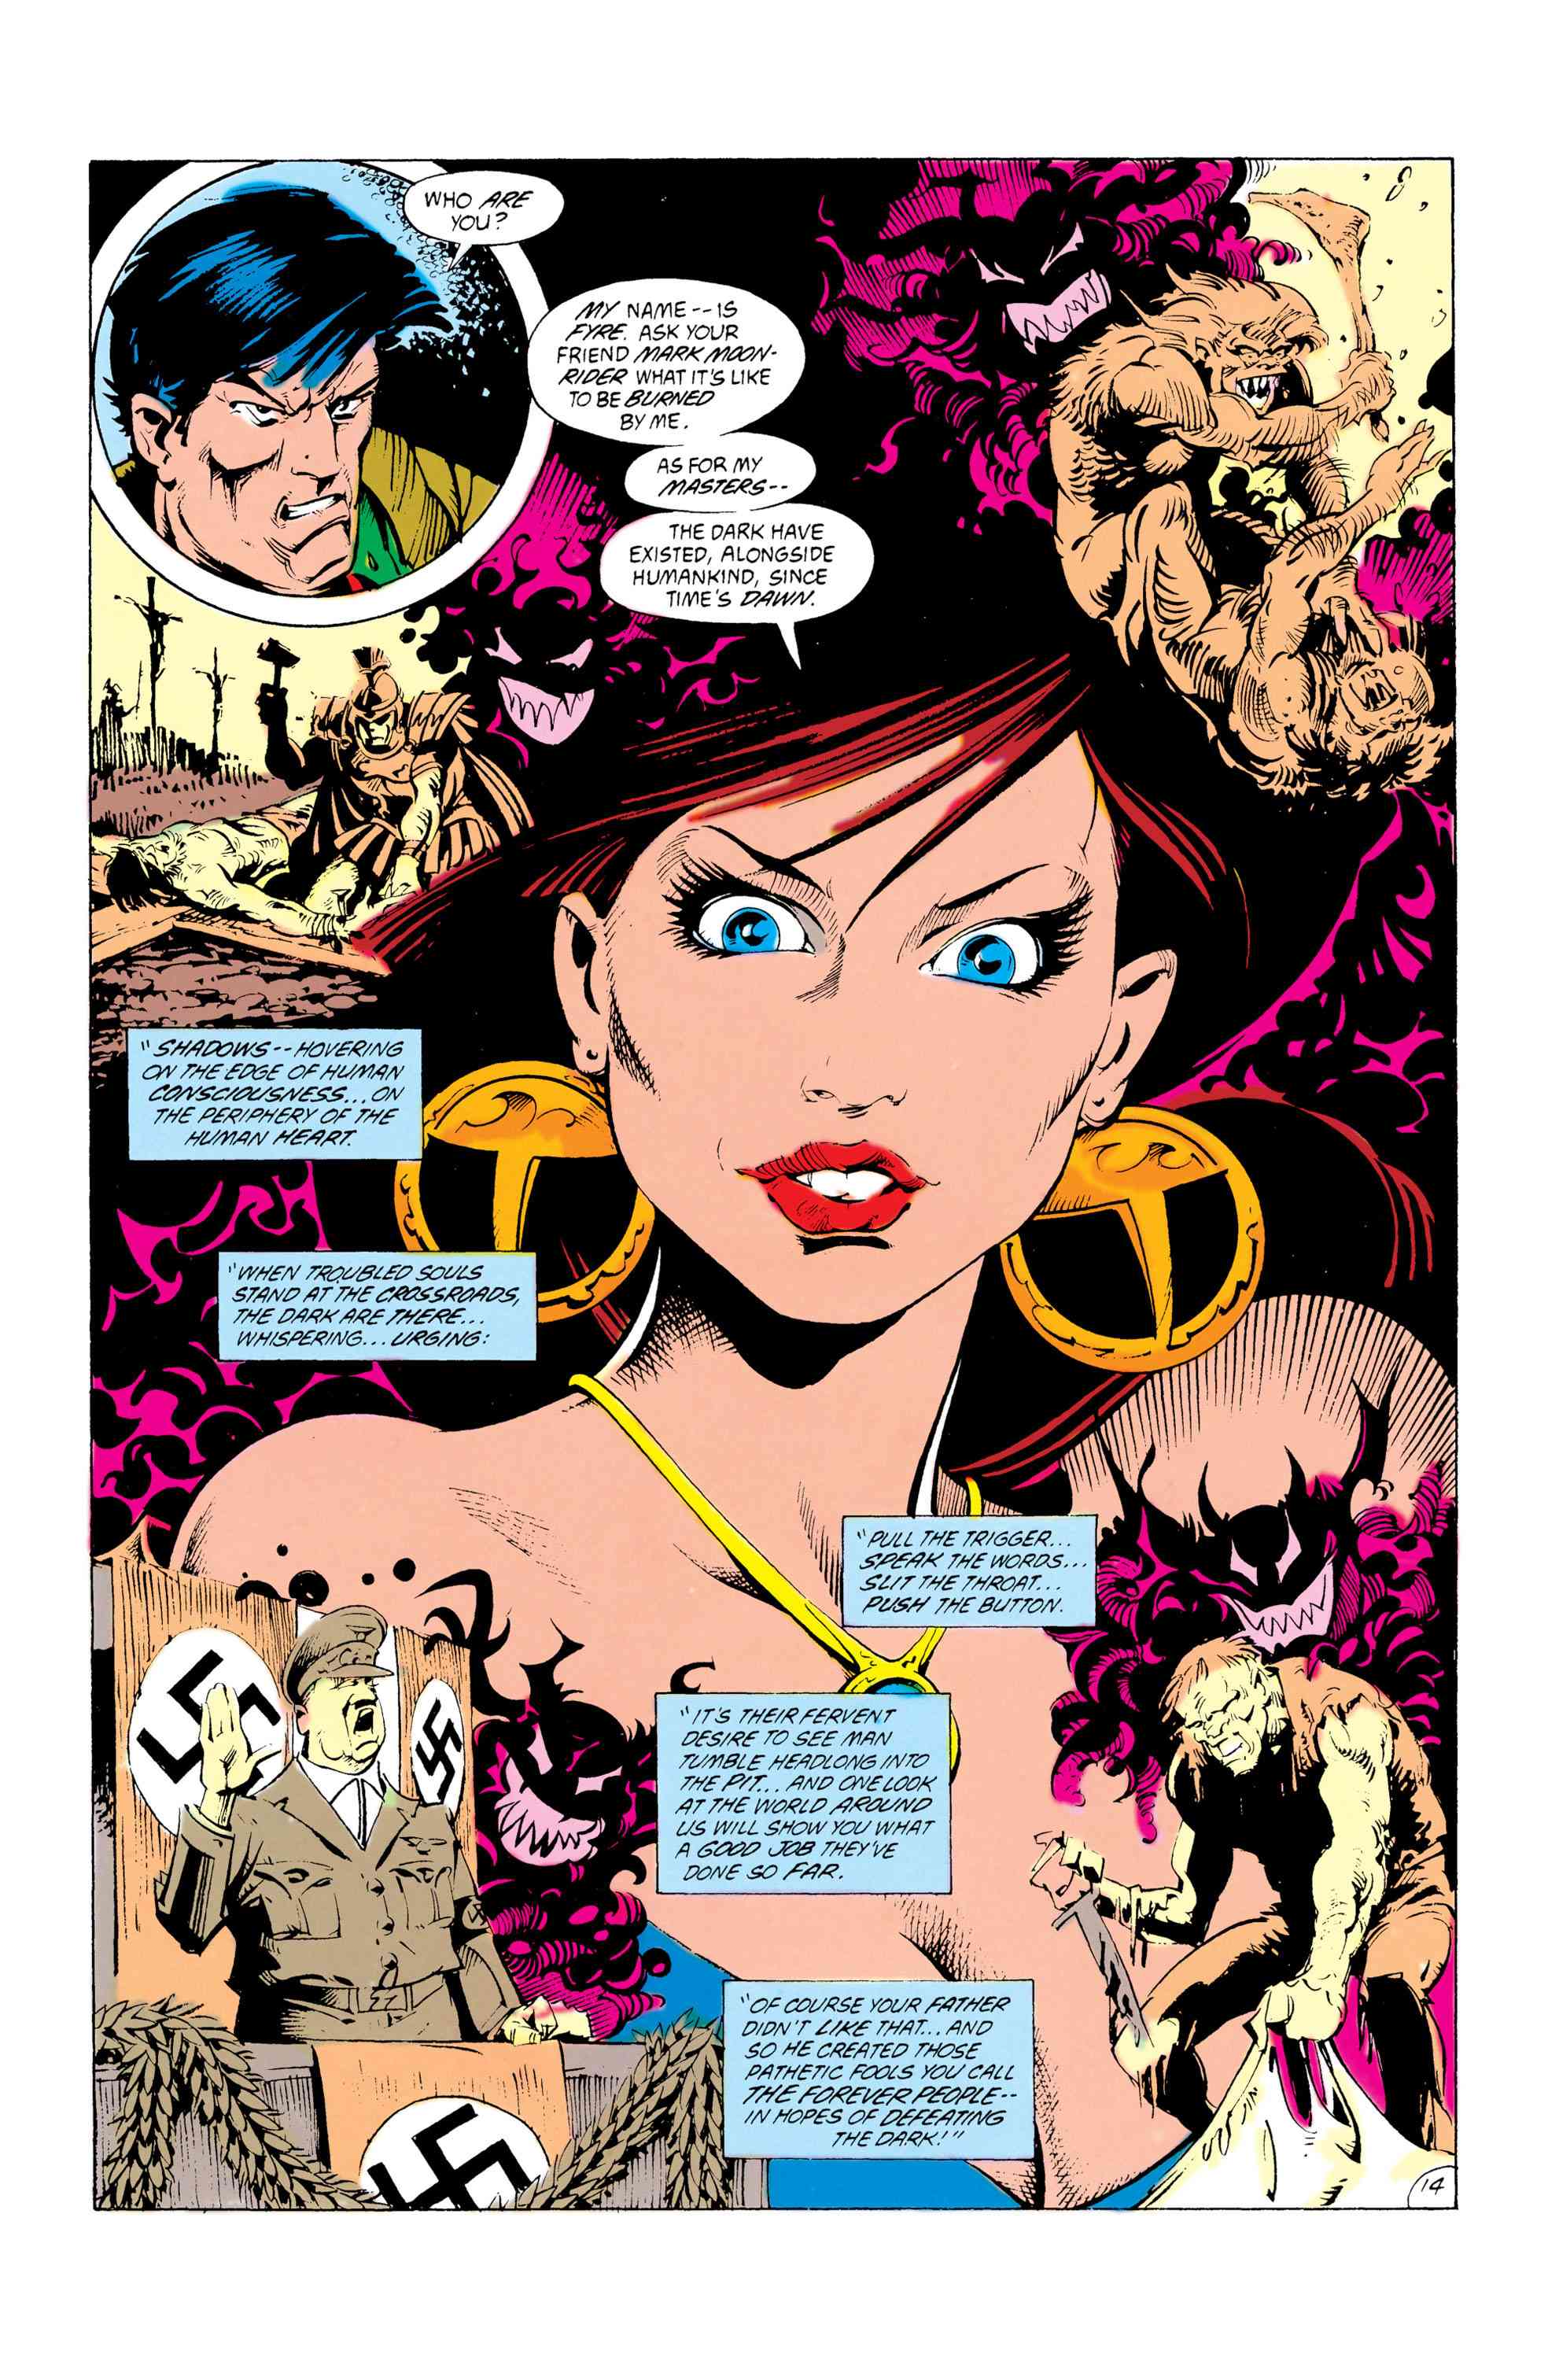 WHO ARE
YOU?
MY NAME--IS
FYRE. ASK YOUR
FRIEND MARK MOON-
RIDER WHAT IT'S LIKE
TO BE BURNED
BY ME.
AS FOR MY
MASTERS--
THE DARK HAVE
EXISTED, ALONGSIDE
HUMANKIND, SINCE
TIME'S DAWN.
"SHADOWS--HOVERING
ON THE EDGE OF HUMAN
CONSCIOUSNESS...ON
THE PERIPHERY OF THE
HUMAN HEART.
"WHEN TROUBLED SOULS
STAND AT THE CROSSROADS,
THE DARK ARE THERE...
WHISPERING...URGING:
"PULL THE TRIGGER...
SPEAK THE WORDS...
SLIT THE THROAT...
PUSH THE BUTTON.
"IT'S THEIR FERVENT
DESIRE TO SEE MAN
TUMBLE HEADLONG INTO
THE PIT... AND ONE LOOK
AT THE WORLD AROUND
US WILL SHOW YOU WHAT
A GOOD JOB THEY'VE
DONE SO FAR.
"OF COURSE YOUR FATHER
DIDN'T LIKE THAT...AND
SO HE CREATED THOSE
PATHETIC FOOLS YOU CALL
THE FOREVER PEOPLE--
IN HOPES OF DEFEATING
THE DARK!"
14